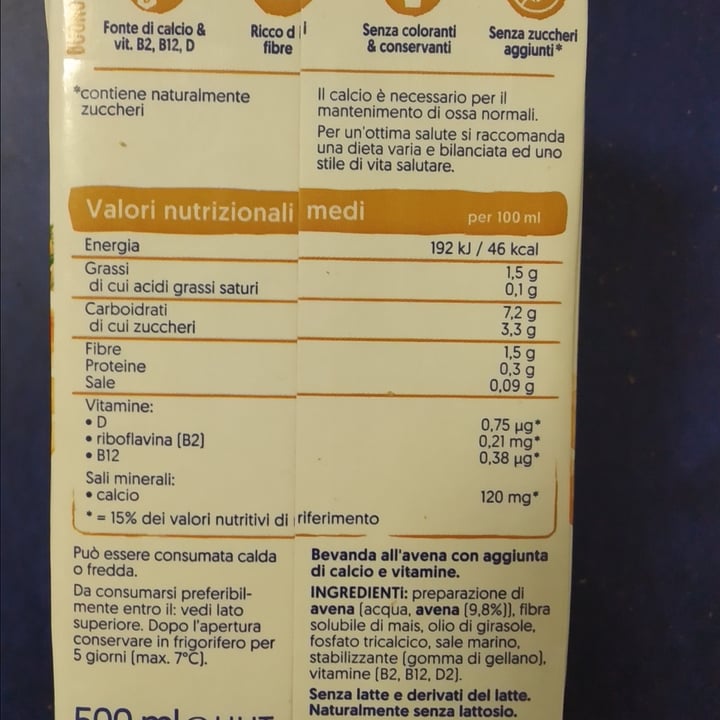 BUONO
Fonte di calcio &
vit. B2, B12, D
Ricco di
fibre
Senza coloranti
& conservanti
Senza zuccheri
aggiunti*
*contiene naturalmente
zuccheri
Il calcio è necessario per il
mantenimento di ossa normali.
Per un'ottima salute si raccomanda
una dieta varia e bilanciata ed uno
stile di vita salutare.
Valori nutrizionali medi per 100 ml
Energia 192 kJ / 46 kcal
Grassi 1,5 g
di cui acidi grassi saturi 0,1 g
Carboidrati 7,2 g
di cui zuccheri 3,3 g
Fibre 1,5 g
Proteine 0,3 g
Sale 0,09 g
Vitamine:
• D 0,75 µg*
• riboflavina (B2) 0,21 mg*
• B12 0,38 µg*
Sali minerali:
• calcio 120 mg*
* = 15% dei valori nutritivi di riferimento
Può essere consumata calda
o fredda.
Da consumarsi preferibil-
mente entro il: vedi lato
superiore. Dopo l'apertura
conservare in frigorifero per
5 giorni (max. 7°C).
500 ml
Bevanda all'avena con aggiunta
di calcio e vitamine.
INGREDIENTi: preparazione di
avena (acqua, avena (9,8%)), fibra
solubile di mais, olio di girasole,
fosfato tricalcico, sale marino,
stabilizzante (gomma di gellano),
vitamine (B2, B12, D2).
Senza latte e derivati del latte.
Naturalmente senza lattosio.